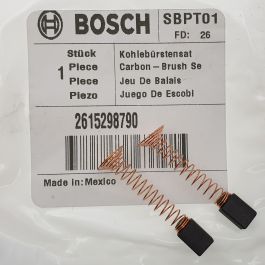 BOSCH SBPT01
FD: 26
Stück Kohlebürstensat
1 Piece Carbon-Brush Se
Pièce Jeu De Balais
Piezo Juego De Escobi
2615298790
Made in: Mexico